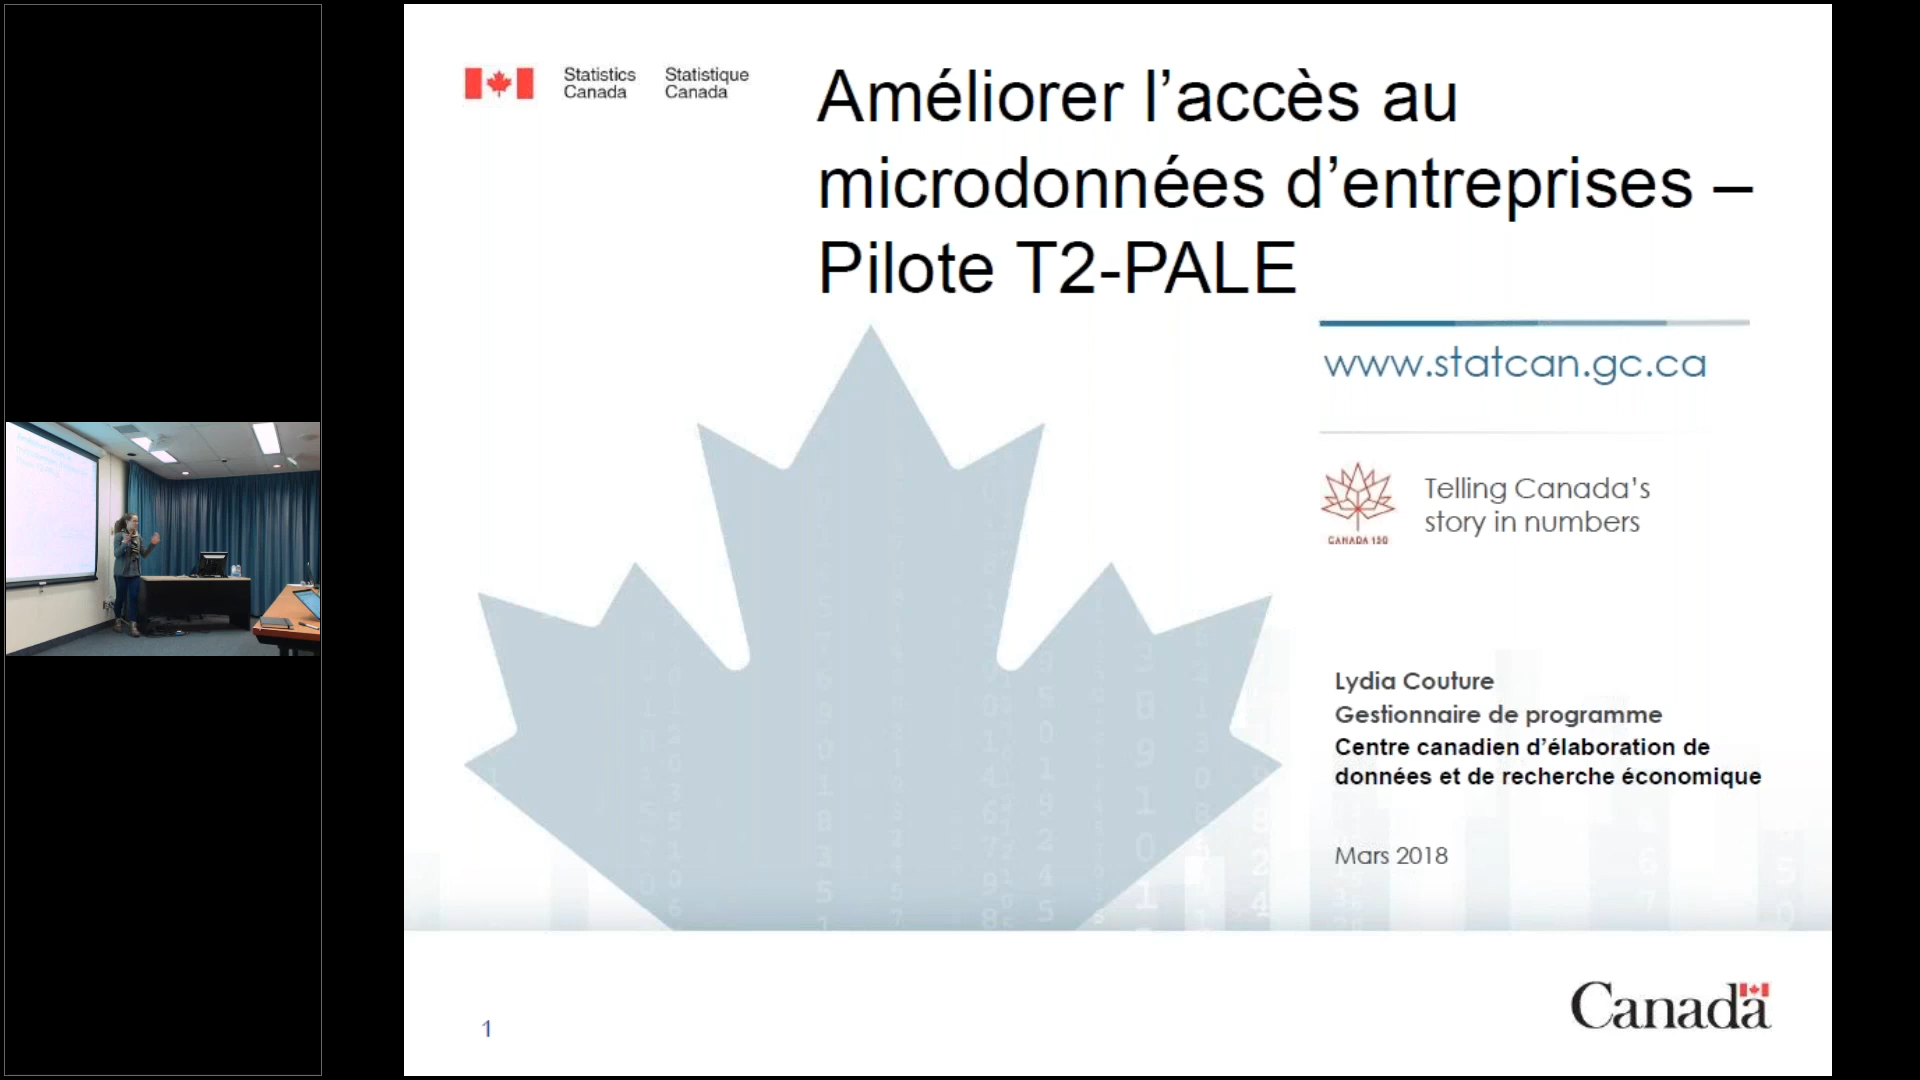 Statistics
Canada
Statistique
Canada
Améliorer l’accès au
microdonnées d’entreprises –
Pilote T2-PALE
www.statcan.gc.ca
CANADA 150
Telling Canada’s
story in numbers
Lydia Couture
Gestionnaire de programme
Centre canadien d’élaboration de
données et de recherche économique
Mars 2018
1
Canada